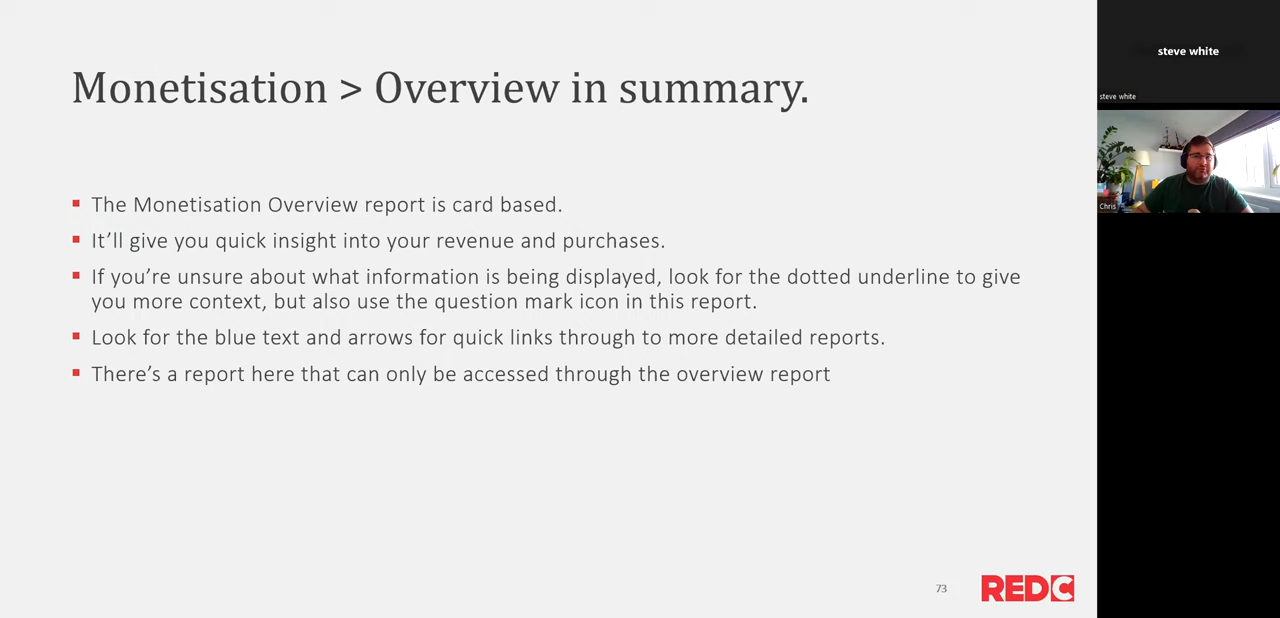 Monetisation > Overview in summary.
▪ The Monetisation Overview report is card based.
▪ It’ll give you quick insight into your revenue and purchases.
▪ If you’re unsure about what information is being displayed, look for the dotted underline to give
you more context, but also use the question mark icon in this report.
▪ Look for the blue text and arrows for quick links through to more detailed reports.
▪ There’s a report here that can only be accessed through the overview report
73
REDC
steve white
steve white
Chris